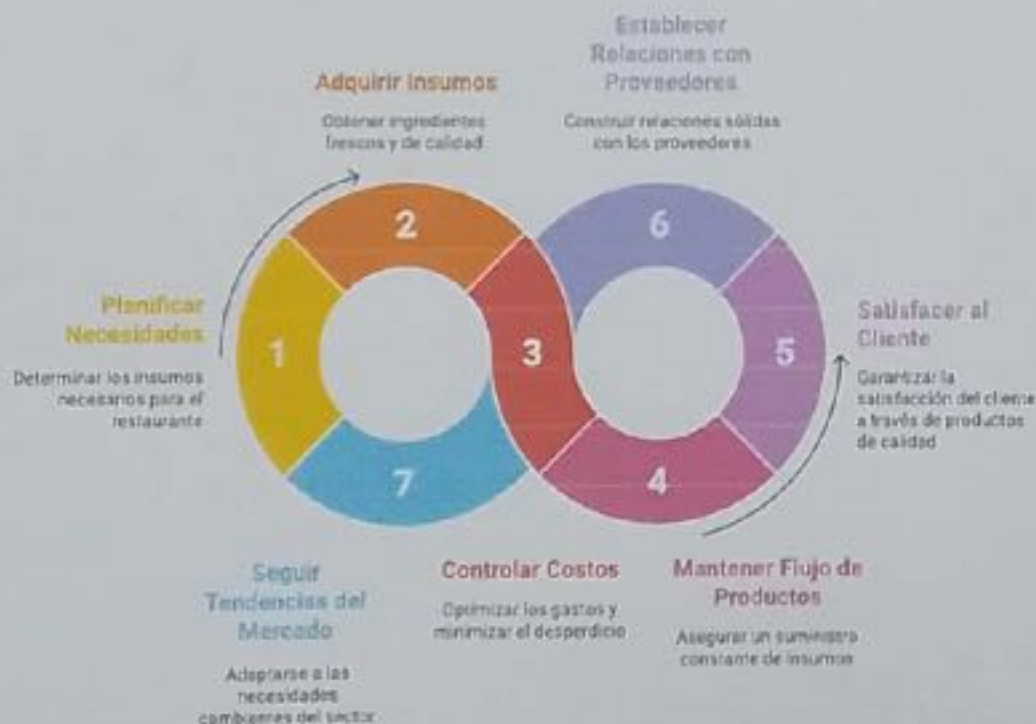 Planificar
Necesidades
Determinar los insumos
necesarios para el
restaurante
1
Adquirir Insumos
Obtener ingredientes
frescos y de calidad
2
Controlar Costos
Optimizar los gastos y
minimizar el desperdicio
3
Mantener Flujo de
Productos
Asegurar un suministro
constante de insumos
4
Satisfacer al
Cliente
Garantizar la
satisfacción del cliente
a través de productos
de calidad
5
Establecer
Relaciones con
Proveedores
Construir relaciones sólidas
con los proveedores
6
Seguir
Tendencias del
Mercado
Adaptarse a las
necesidades
cambientes del sector
7